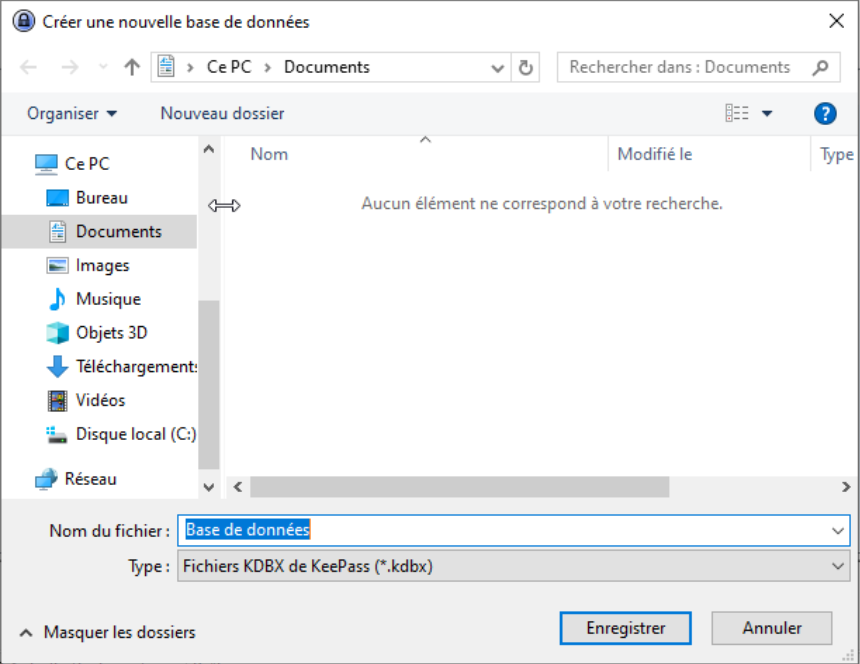 Créer une nouvelle base de données
Ce PC > Documents
Rechercher dans : Documents
Organiser
Nouveau dossier
?
Nom
Modifié le
Type
Aucun élément ne correspond à votre recherche.
Ce PC
Bureau
Documents
Images
Musique
Objets 3D
Téléchargements
Vidéos
Disque local (C:)
Réseau
Nom du fichier : Base de données
Type : Fichiers KDBX de KeePass (*.kdbx)
Masquer les dossiers
Enregistrer
Annuler